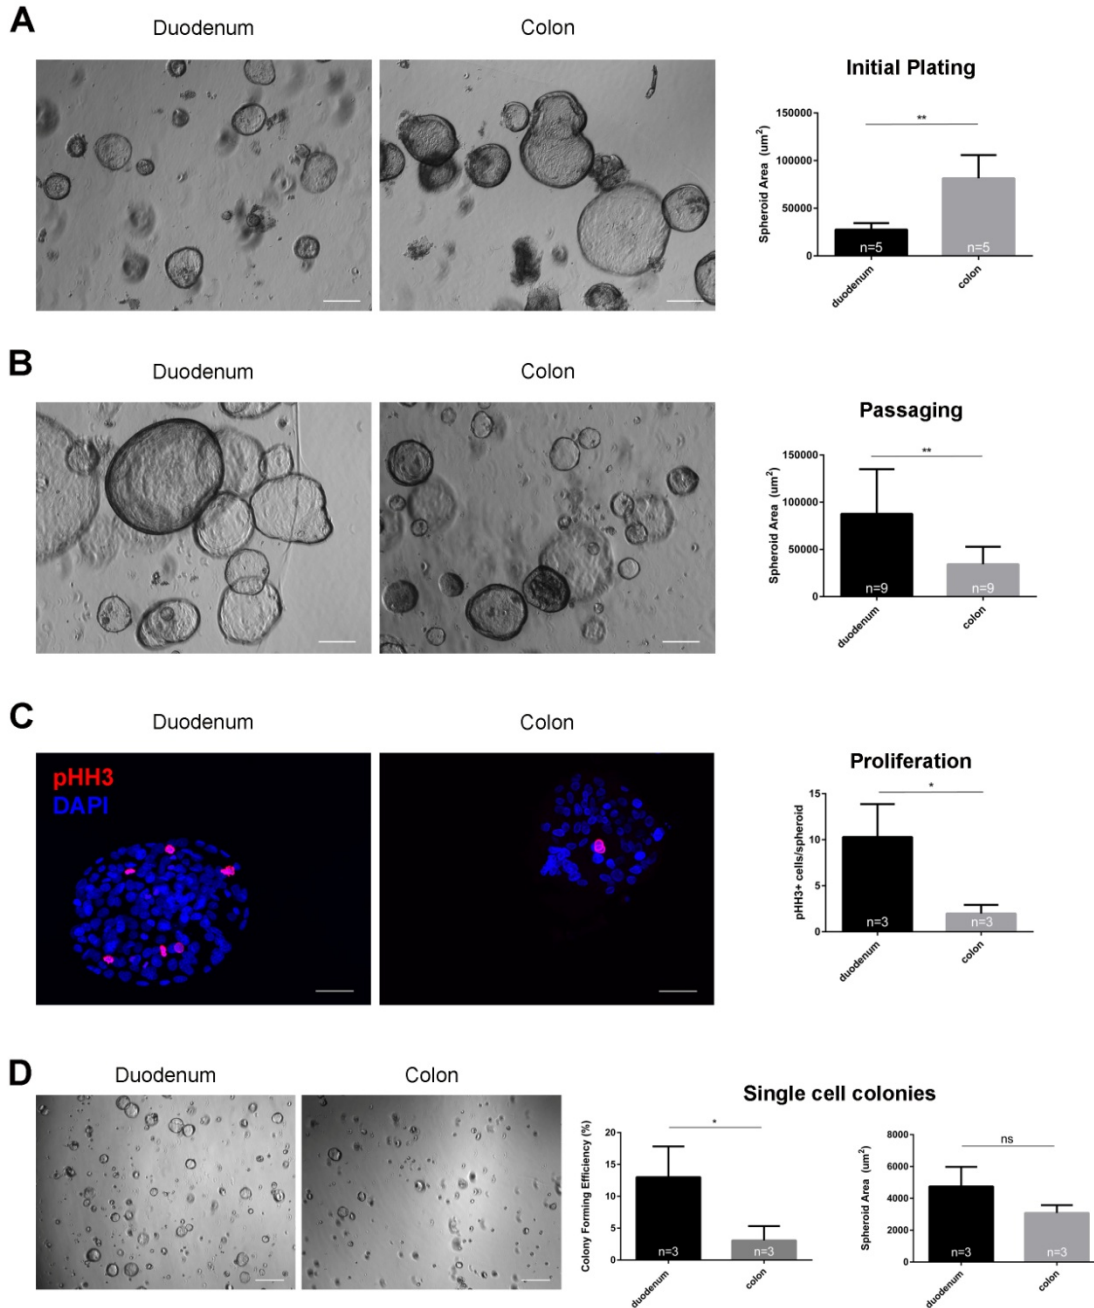 A
Duodenum
Colon
Initial Plating
Spheroid Area (um²)
150000
100000
50000
0
**
n=5
n=5
duodenum
colon
B
Duodenum
Colon
Passaging
Spheroid Area (um²)
150000
100000
50000
0
**
n=9
n=9
duodenum
colon
C
Duodenum
Colon
pHH3
DAPI
Proliferation
pHH3+ cells/spheroid
15
10
5
0
*
n=3
n=3
duodenum
colon
D
Duodenum
Colon
Single cell colonies
Colony Forming Efficiency (%)
20
15
10
5
0
*
n=3
n=3
duodenum
colon
Spheroid Area (um²)
8000
6000
4000
2000
0
ns
n=3
n=3
duodenum
colon